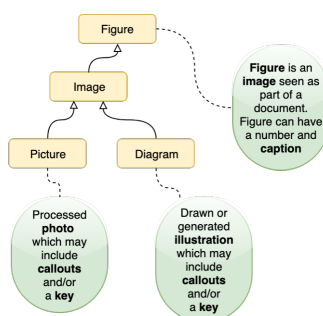 Figure
Image
Picture
Diagram
Figure is an
image seen as
part of a
document.
Figure can have
a number and
caption
Processed
photo
which may
include
callouts
and/or
a key
Drawn or
generated
illustration
which may
include
callouts
and/or
a key